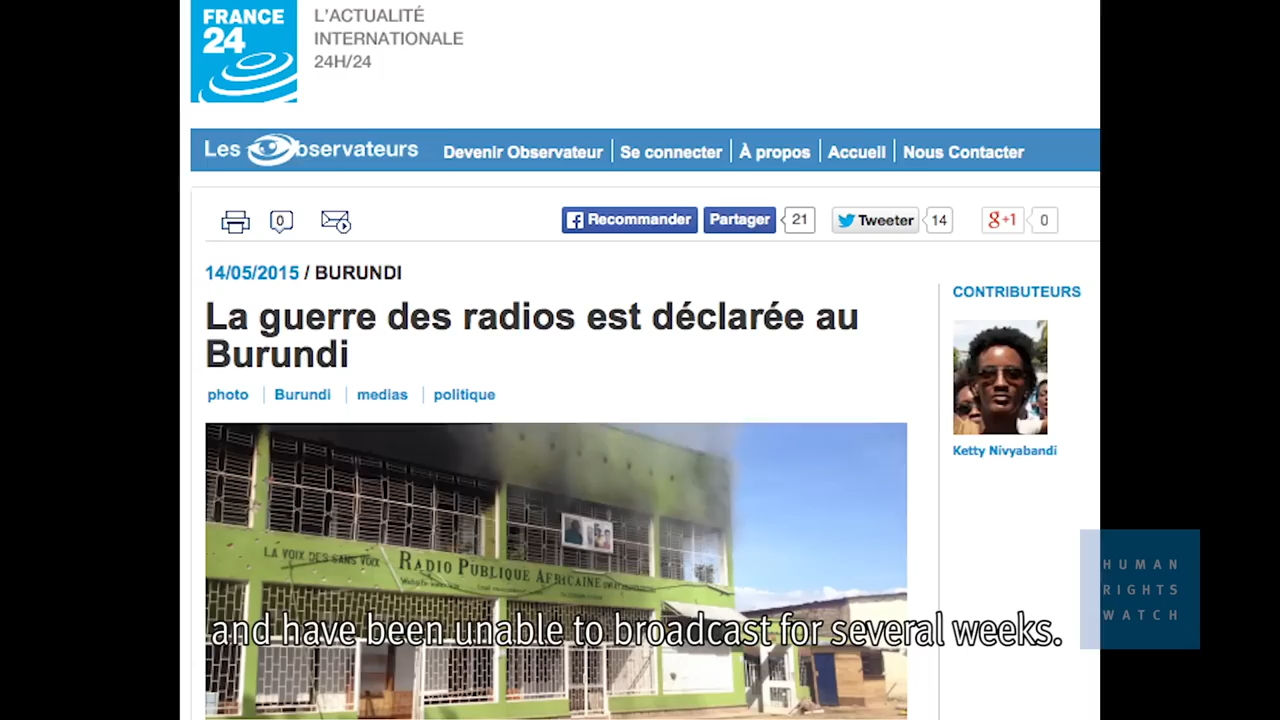 FRANCE
24
L'ACTUALITÉ
INTERNATIONALE
24H/24
Les Observateurs
Devenir Observateur
Se connecter
À propos
Accueil
Nous Contacter
0
Recommander
Partager
21
Tweeter
14
g+1
0
14/05/2015 / BURUNDI
La guerre des radios est déclarée au
Burundi
photo
Burundi
medias
politique
CONTRIBUTEURS
Ketty Nivyabandi
LA VOIX DES SANS VOIX
RADIO PUBLIQUE AFRICAINE
and have been unable to broadcast for several weeks.
HUMAN
RIGHTS
WATCH